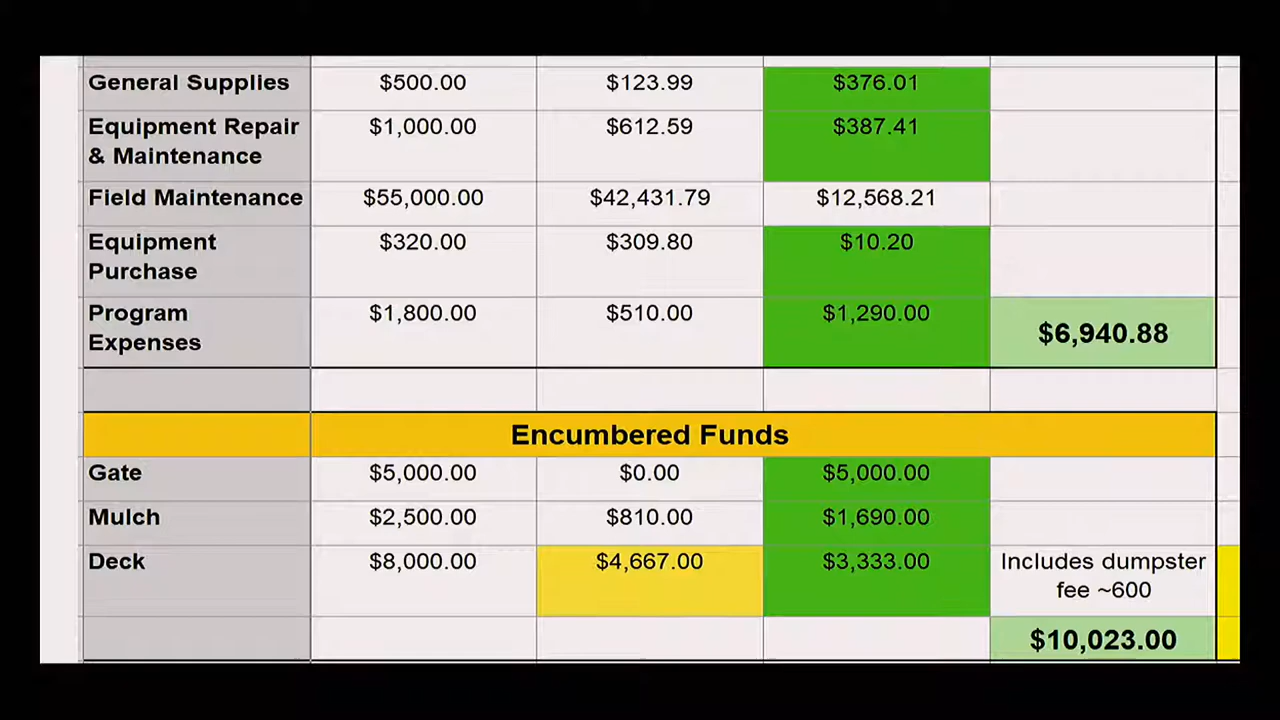 General Supplies $500.00 $123.99 $376.01
Equipment Repair $1,000.00 $612.59 $387.41
& Maintenance
Field Maintenance $55,000.00 $42,431.79 $12,568.21
Equipment $320.00 $309.80 $10.20
Purchase
Program $1,800.00 $510.00 $1,290.00 $6,940.88
Expenses
Encumbered Funds
Gate $5,000.00 $0.00 $5,000.00
Mulch $2,500.00 $810.00 $1,690.00
Deck $8,000.00 $4,667.00 $3,333.00 Includes dumpster
fee ~600
$10,023.00